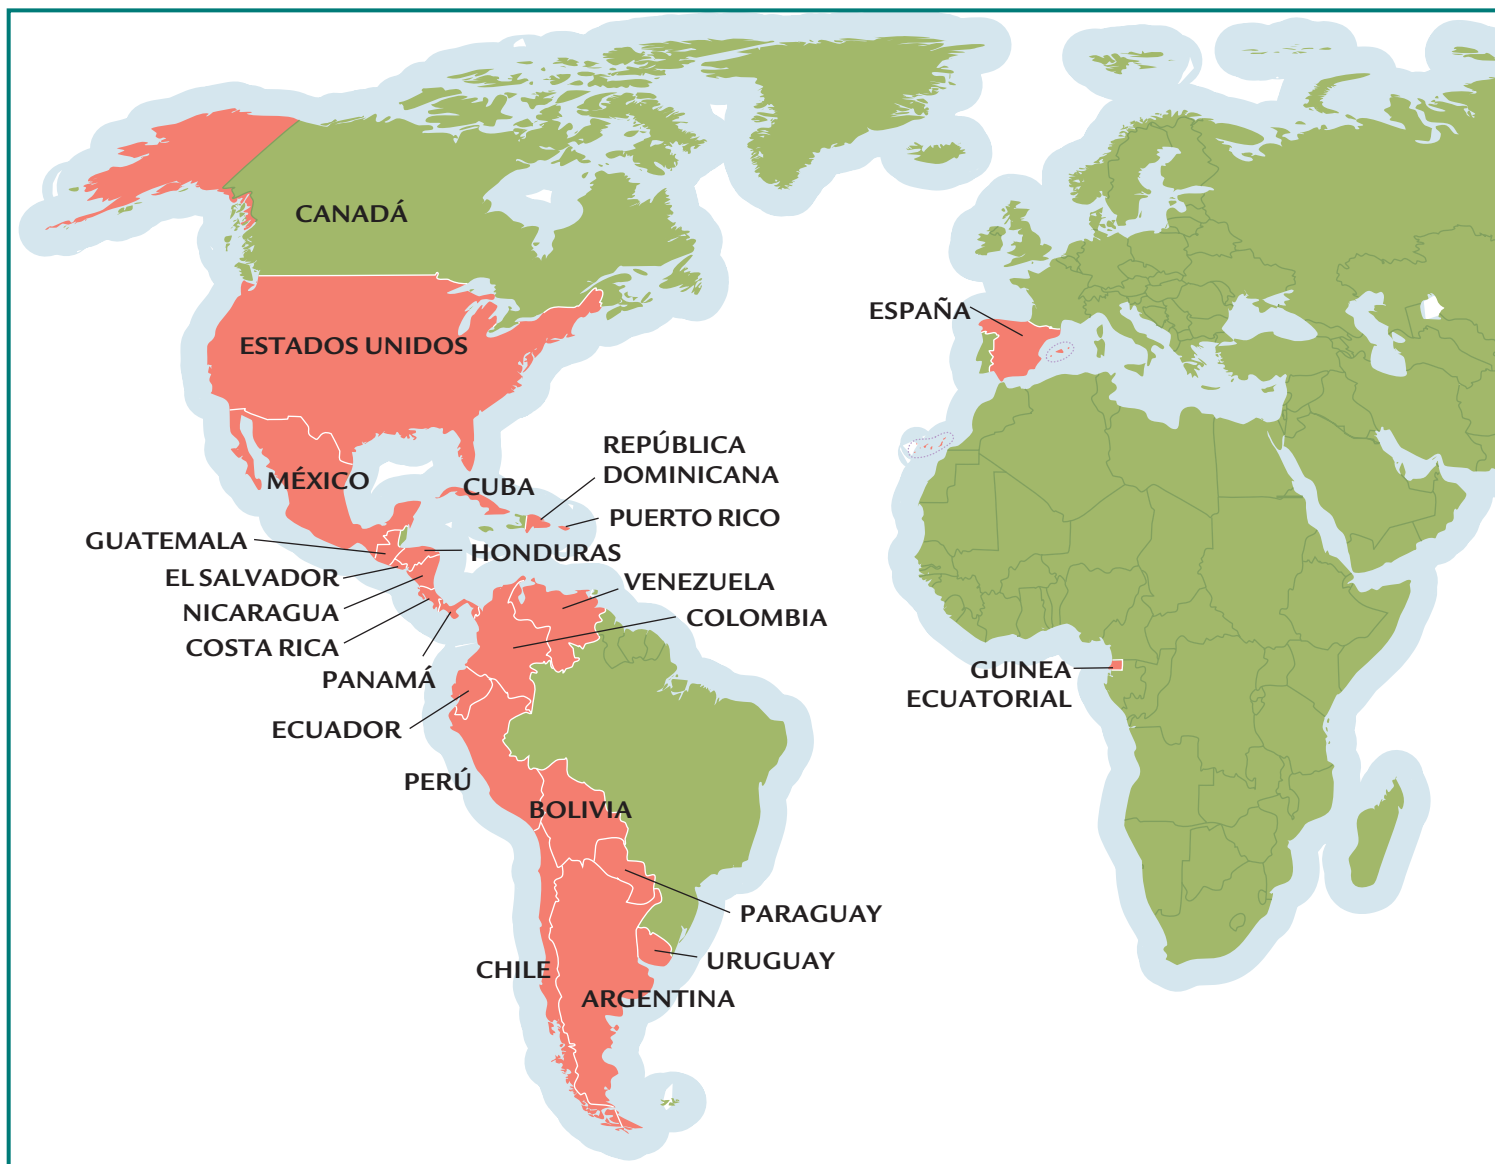 CANADÁ
ESTADOS UNIDOS
ESPAÑA
REPÚBLICA
DOMINICANA
MÉXICO
CUBA
PUERTO RICO
GUATEMALA
HONDURAS
EL SALVADOR
VENEZUELA
NICARAGUA
COLOMBIA
COSTA RICA
PANAMÁ
GUINEA
ECUATORIAL
ECUADOR
PERÚ
BOLIVIA
PARAGUAY
URUGUAY
CHILE
ARGENTINA